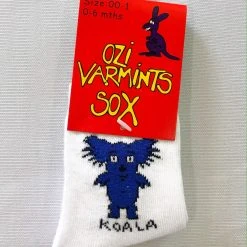 Size 00-1
0-6 mths
OZI
VARMINTS
SOX
KOALA